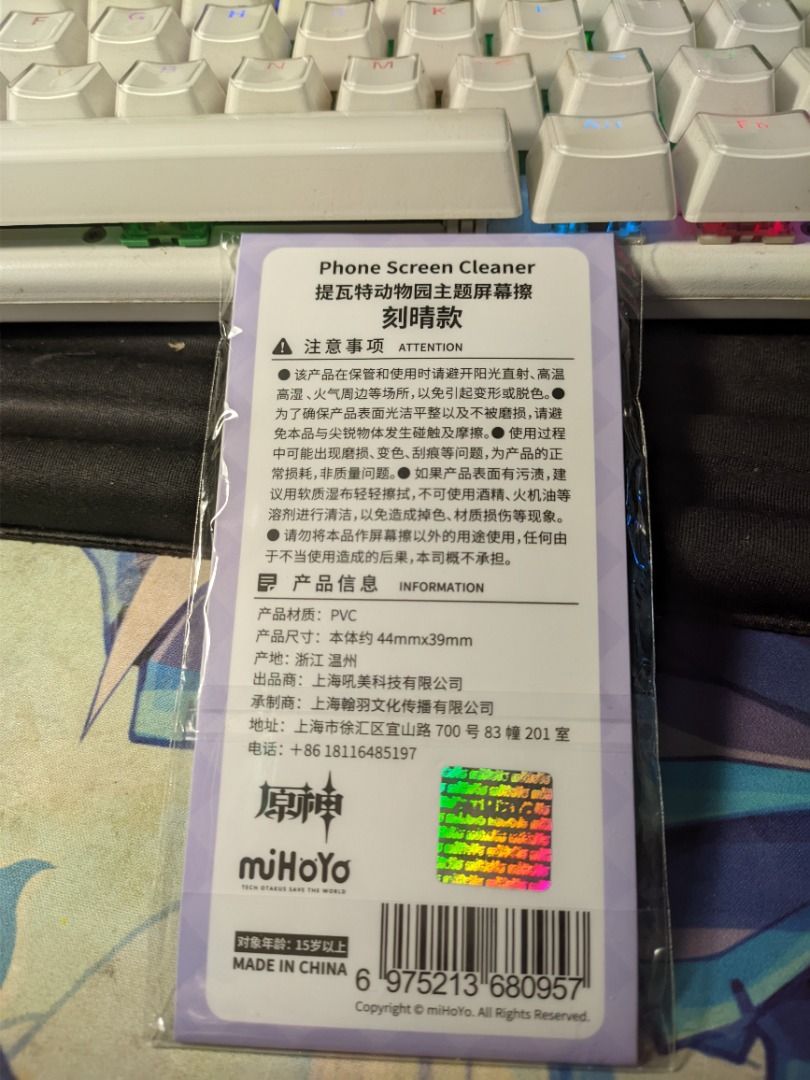 F G H J K L
V B N M
Alt Fn
Phone Screen Cleaner
提瓦特动物园主题屏幕擦
刻晴款
注意事项 ATTENTION
● 该产品在保管和使用时请避开阳光直射、高温
高湿、火气周边等场所，以免引起变形或脱色。●
为了确保产品表面光洁平整以及不被磨损，请避
免本品与尖锐物体发生碰触及摩擦。● 使用过程
中可能出现磨损、变色、刮痕等问题，为产品的正
常损耗，非质量问题。● 如果产品表面有污渍，建
议用软质湿布轻轻擦拭，不可使用酒精、火机油等
溶剂进行清洁，以免造成掉色、材质损伤等现象。
● 请勿将本品作屏幕擦以外的用途使用，任何由
于不当使用造成的后果，本司概不承担。
产品信息 INFORMATION
产品材质：PVC
产品尺寸：本体约 44mmx39mm
产地：浙江 温州
出品商：上海吼美科技有限公司
承制商：上海翰羽文化传播有限公司
地址：上海市徐汇区宜山路 700 号 83 幢 201 室
电话：＋86 18116485197
原神
miHoYo
TECH OTAKUS SAVE THE WORLD
对象年龄：15岁以上
MADE IN CHINA
6 975213 680957
Copyright © miHoYo. All Rights Reserved.